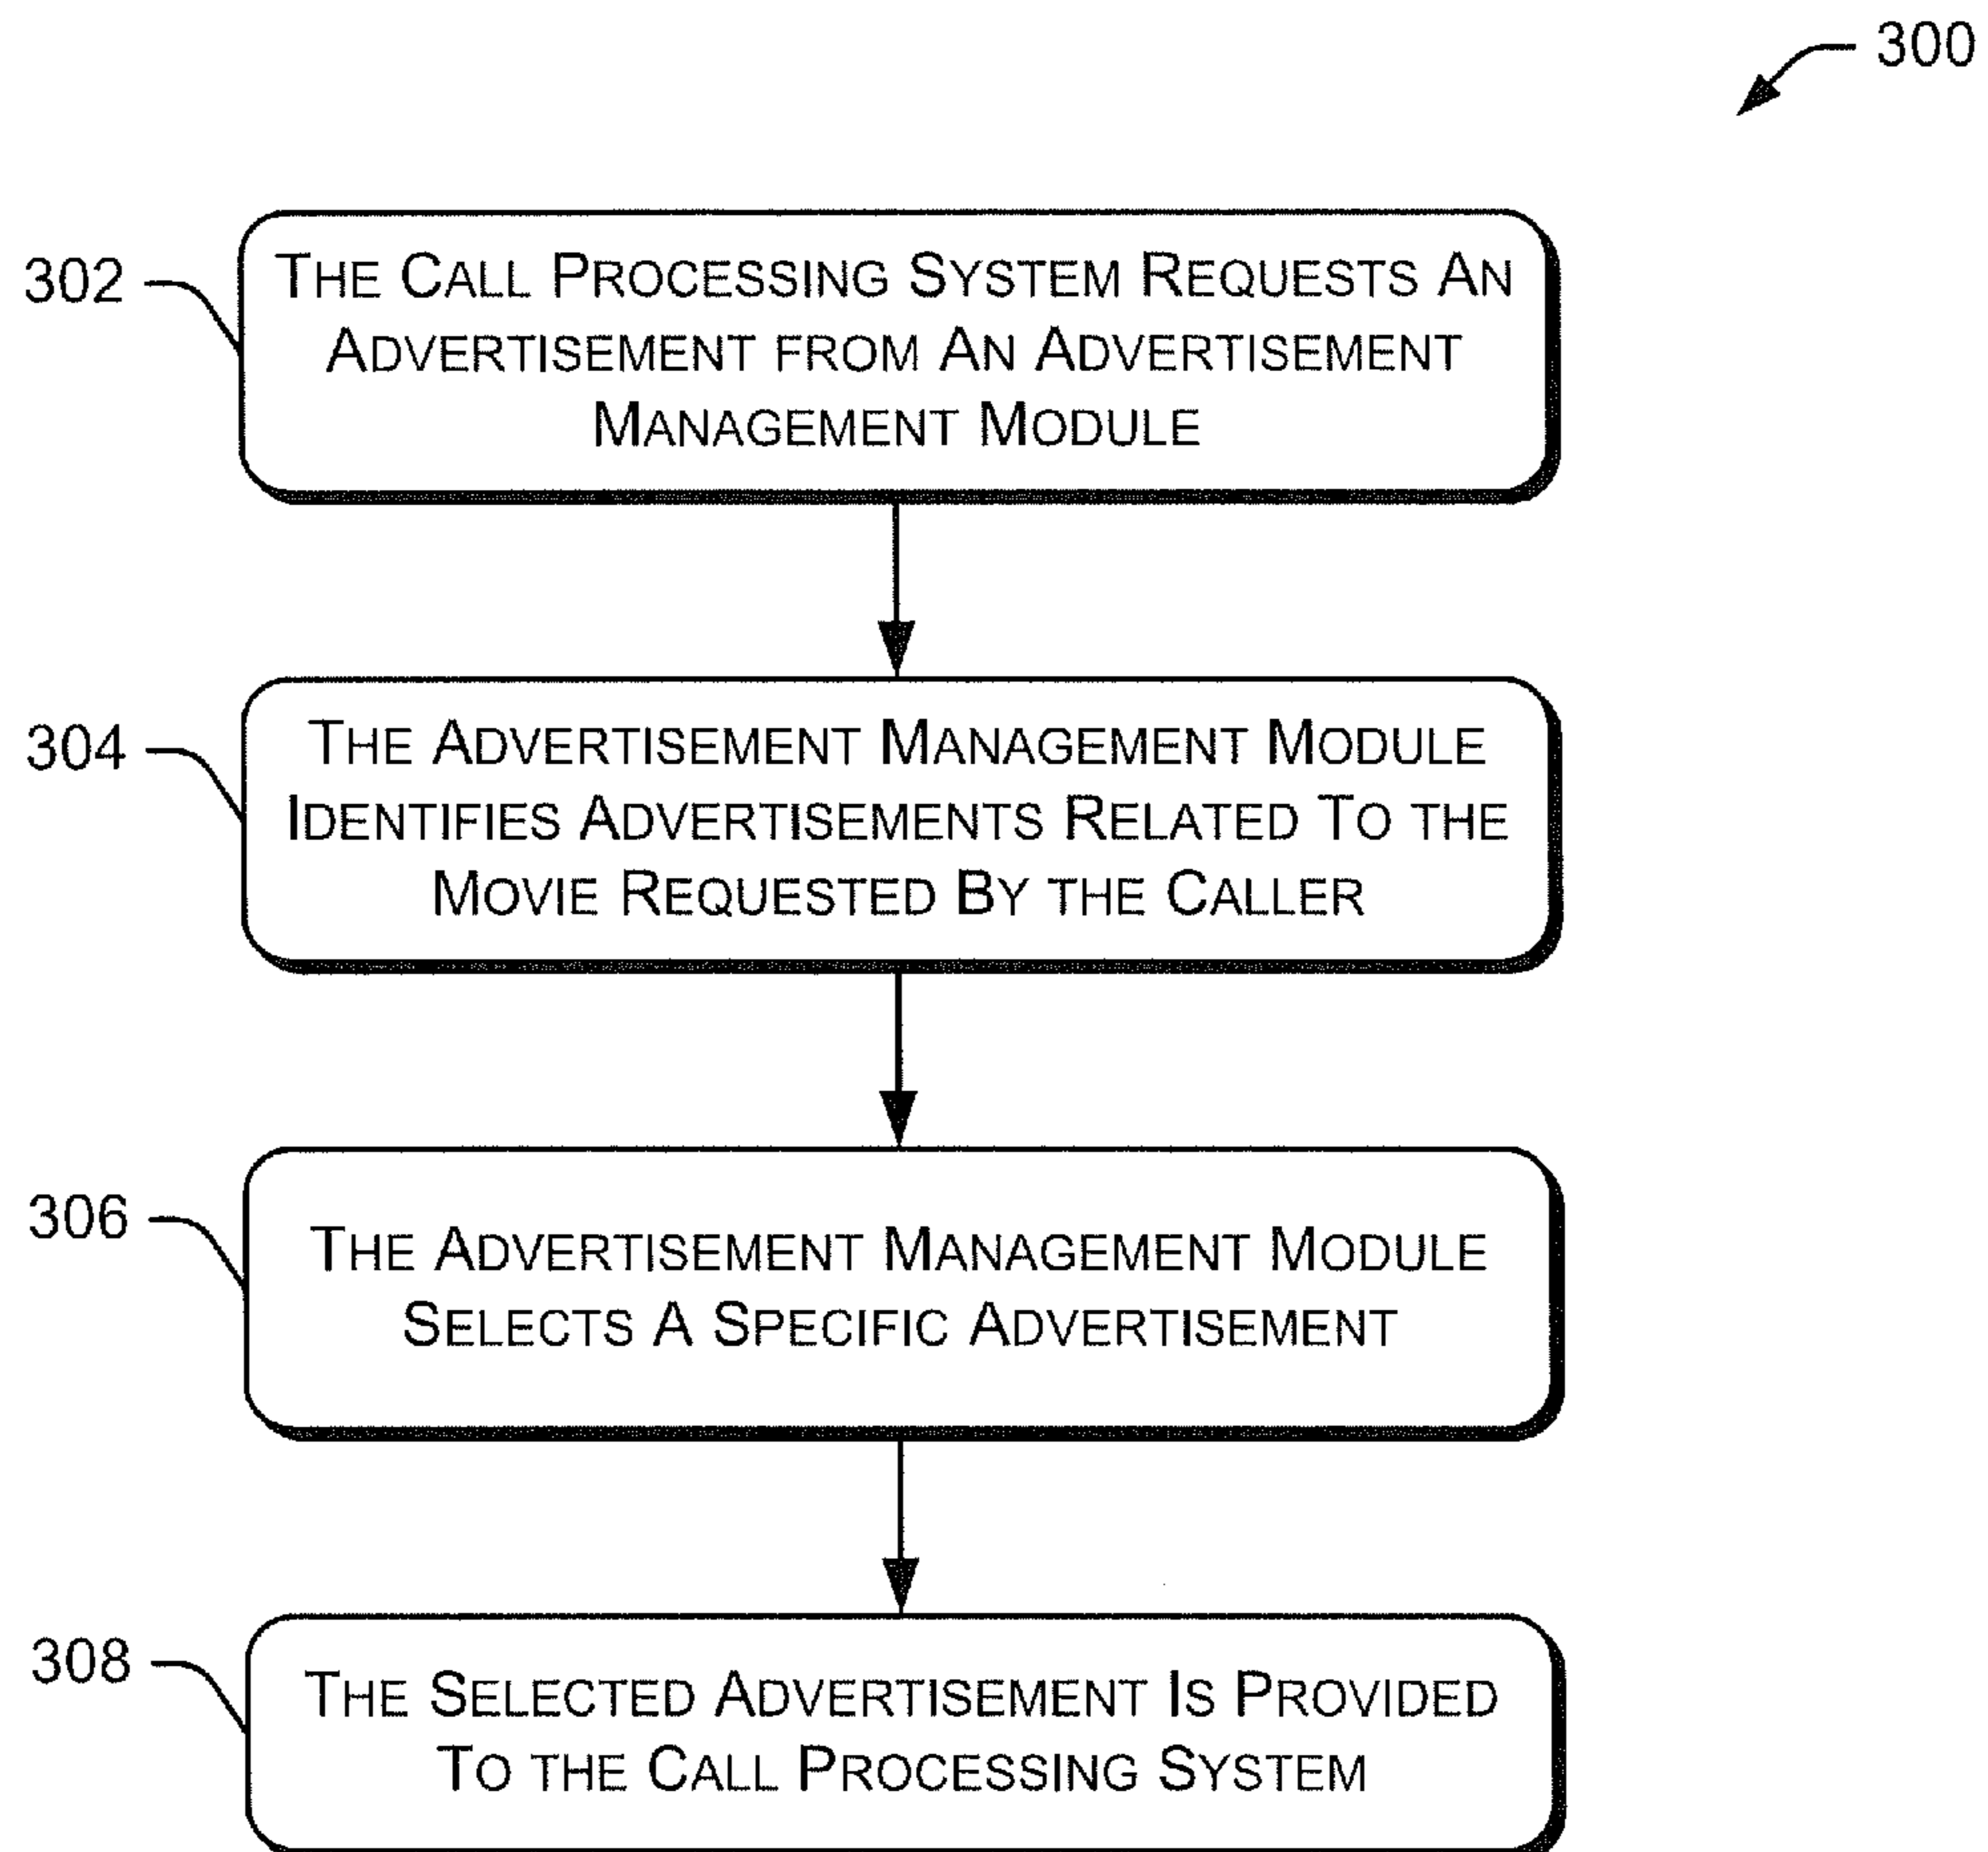 300
302
The Call Processing System Requests An
Advertisement from An Advertisement
Management Module
304
The Advertisement Management Module
Identifies Advertisements Related To the
Movie Requested By the Caller
306
The Advertisement Management Module
Selects A Specific Advertisement
308
The Selected Advertisement Is Provided
To the Call Processing System